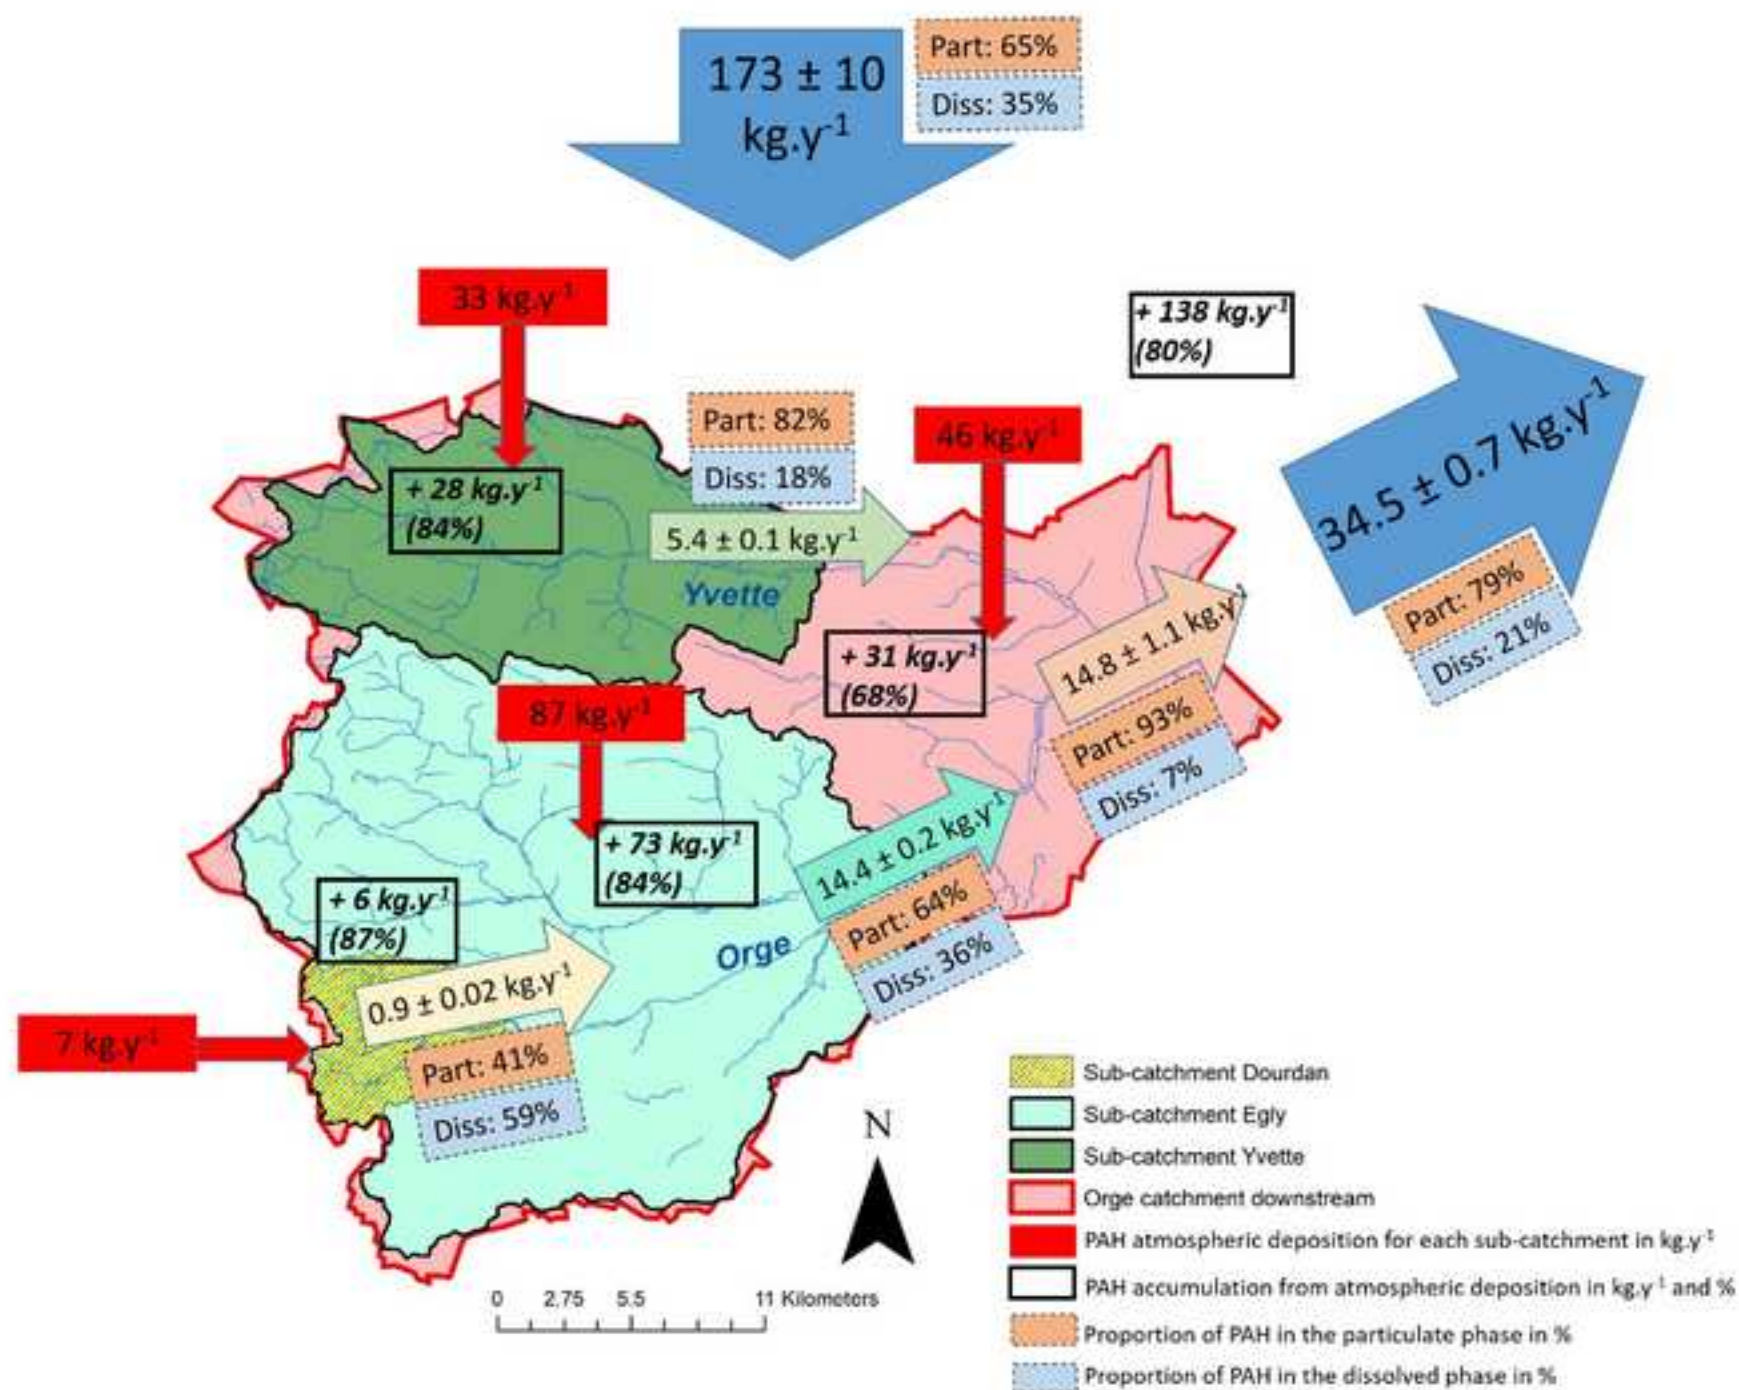 173 ± 10
kg.y-1
Part: 65%
Diss: 35%
33 kg.y-1
+ 138 kg.y-1
(80%)
34.5 ± 0.7 kg.y-1
Part: 79%
Diss: 21%
Part: 82%
Diss: 18%
46 kg.y-1
+ 28 kg.y-1
(84%)
5.4 ± 0.1 kg.y-1
Yvette
+ 31 kg.y-1
(68%)
14.8 ± 1.1 kg.y-1
Part: 93%
Diss: 7%
87 kg.y-1
+ 73 kg.y-1
(84%)
14.4 ± 0.2 kg.y-1
Part: 64%
Diss: 36%
+ 6 kg.y-1
(87%)
Orge
0.9 ± 0.02 kg.y-1
7 kg.y-1
Part: 41%
Diss: 59%
N
0 2.75 5.5 11 Kilometers
Sub-catchment Dourdan
Sub-catchment Egly
Sub-catchment Yvette
Orge catchment downstream
PAH atmospheric deposition for each sub-catchment in kg.y-1
PAH accumulation from atmospheric deposition in kg.y-1 and %
Proportion of PAH in the particulate phase in %
Proportion of PAH in the dissolved phase in %